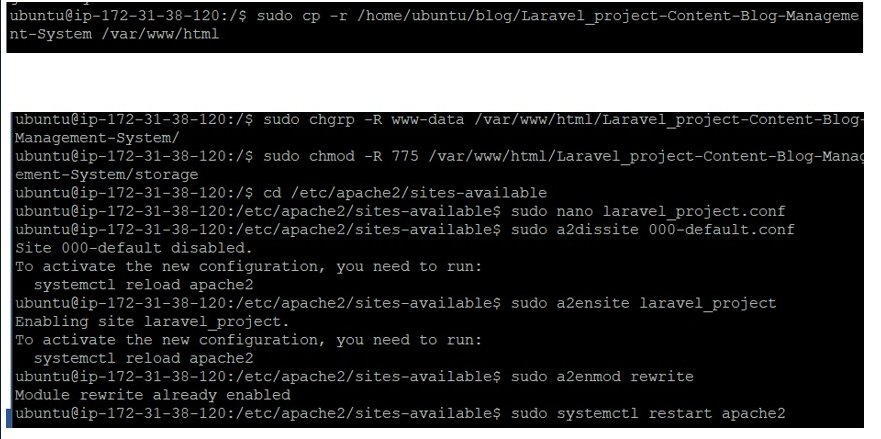 ubuntu@ip-172-31-38-120:/$ sudo cp -r /home/ubuntu/blog/Laravel_project-Content-Blog-Manageme
nt-System /var/www/html
ubuntu@ip-172-31-38-120:/$ sudo chgrp -R www-data /var/www/html/Laravel_project-Content-Blog-
Management-System/
ubuntu@ip-172-31-38-120:/$ sudo chmod -R 775 /var/www/html/Laravel_project-Content-Blog-Manag
ement-System/storage
ubuntu@ip-172-31-38-120:/$ cd /etc/apache2/sites-available
ubuntu@ip-172-31-38-120:/etc/apache2/sites-available$ sudo nano laravel_project.conf
ubuntu@ip-172-31-38-120:/etc/apache2/sites-available$ sudo a2dissite 000-default.conf
Site 000-default disabled.
To activate the new configuration, you need to run:
  systemctl reload apache2
ubuntu@ip-172-31-38-120:/etc/apache2/sites-available$ sudo a2ensite laravel_project
Enabling site laravel_project.
To activate the new configuration, you need to run:
  systemctl reload apache2
ubuntu@ip-172-31-38-120:/etc/apache2/sites-available$ sudo a2enmod rewrite
Module rewrite already enabled
ubuntu@ip-172-31-38-120:/etc/apache2/sites-available$ sudo systemctl restart apache2